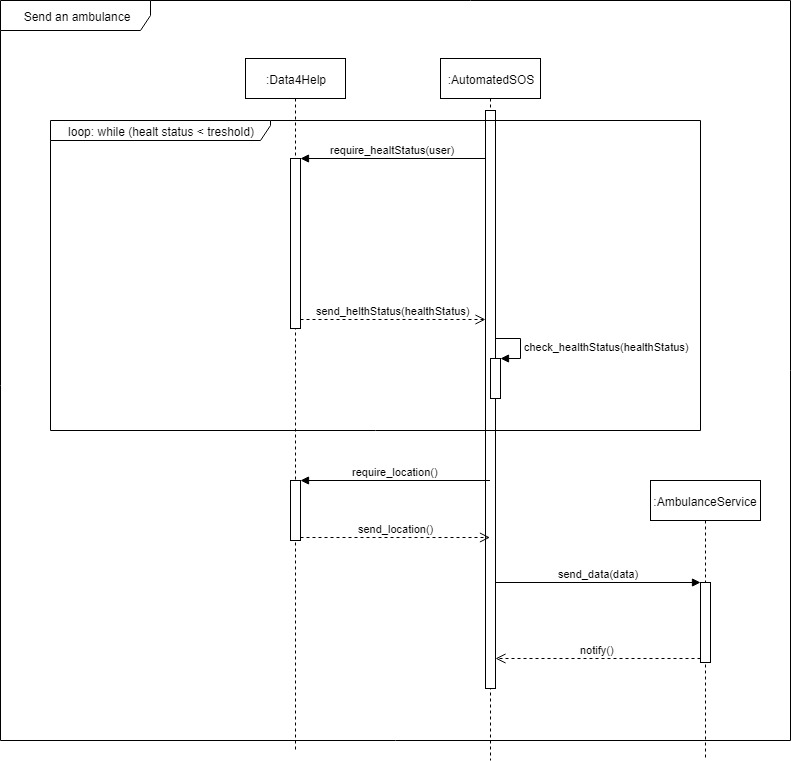 Send an ambulance
:Data4Help
:AutomatedSOS
loop: while (healt status < treshold)
require_healtStatus(user)
send_helthStatus(healthStatus)
check_healthStatus(healthStatus)
require_location()
:AmbulanceService
send_location()
send_data(data)
notify()